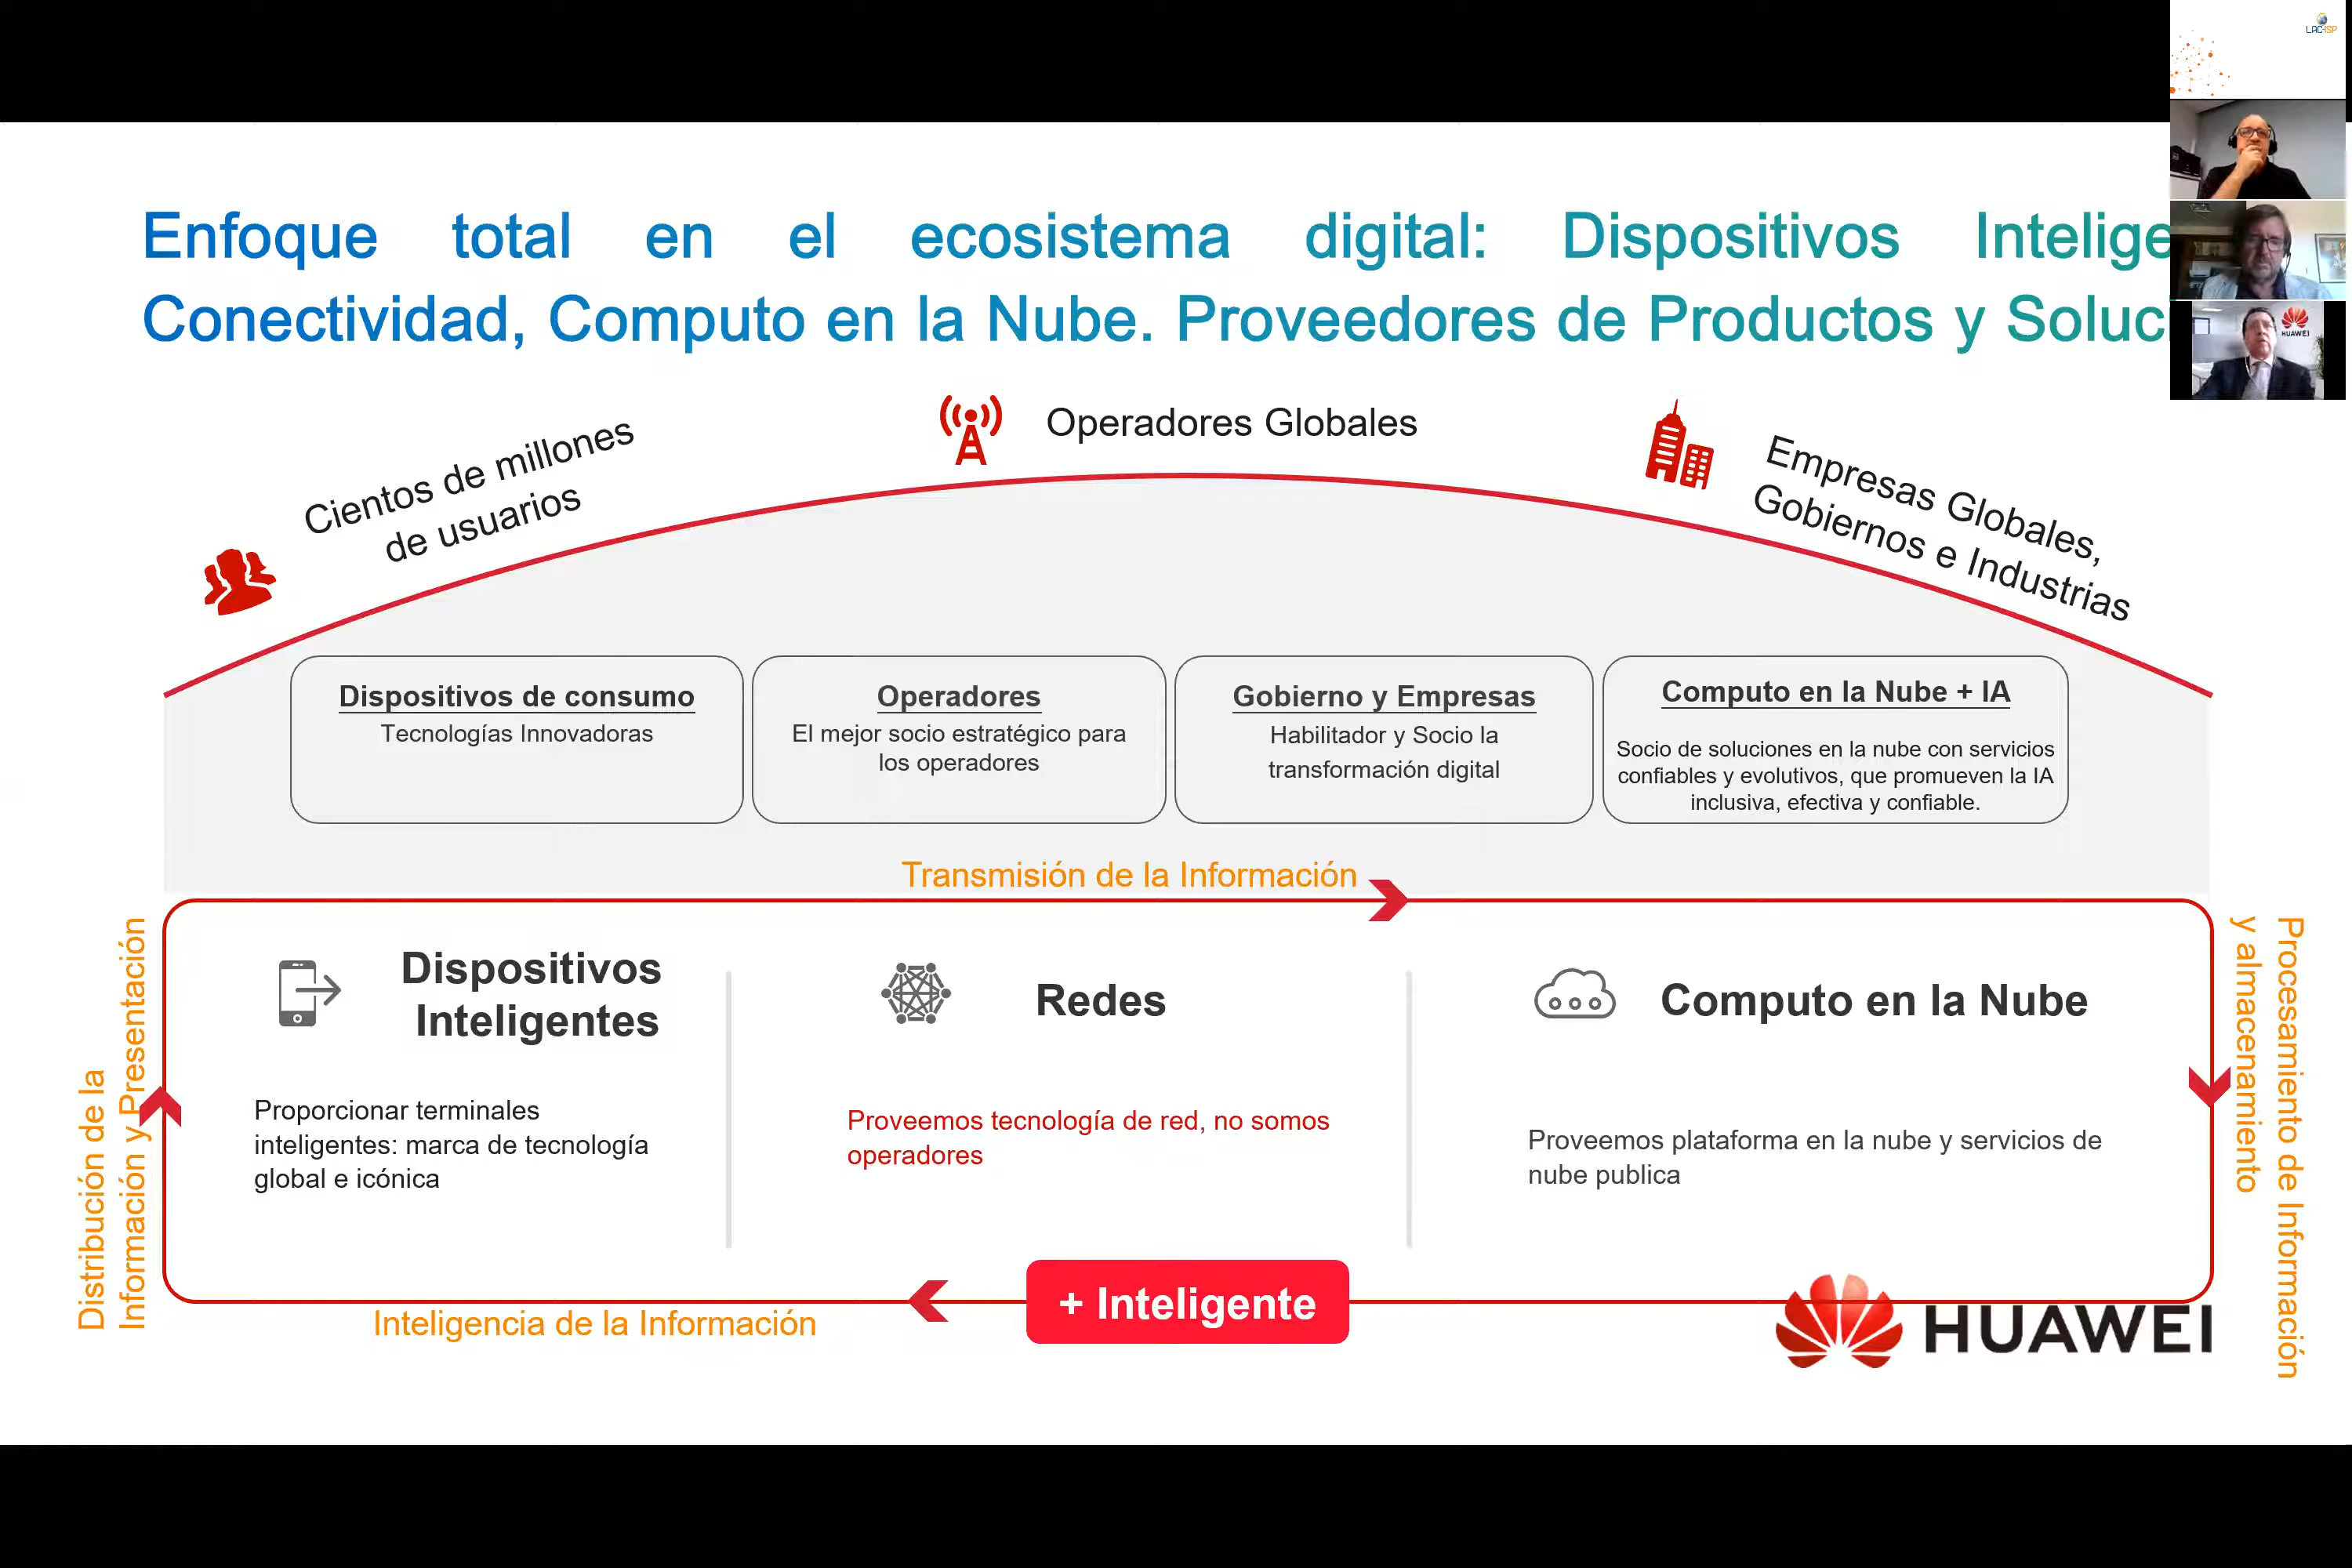 LAC-ISP
Enfoque total en el ecosistema digital: Dispositivos Intelige
Conectividad, Computo en la Nube. Proveedores de Productos y Soluc
HUAWEI
Cientos de millones
de usuarios
Operadores Globales
Empresas Globales,
Gobiernos e Industrias
Dispositivos de consumo
Tecnologías Innovadoras
Operadores
El mejor socio estratégico para
los operadores
Gobierno y Empresas
Habilitador y Socio la
transformación digital
Computo en la Nube + IA
Socio de soluciones en la nube con servicios
confiables y evolutivos, que promueven la IA
inclusiva, efectiva y confiable.
Transmisión de la Información
Distribución de la
Información y Presentación
Dispositivos
Inteligentes
Proporcionar terminales
inteligentes: marca de tecnología
global e icónica
Redes
Proveemos tecnología de red, no somos
operadores
Computo en la Nube
Proveemos plataforma en la nube y servicios de
nube publica
Procesamiento de Información
y almacenamiento
Inteligencia de la Información
+ Inteligente
HUAWEI